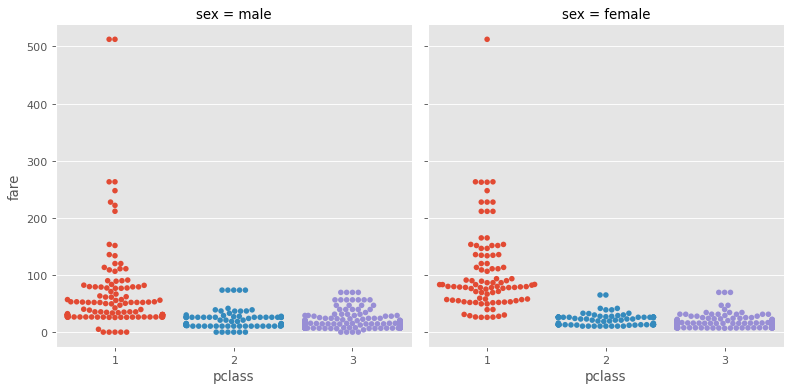 sex = male
sex = female
fare
500
400
300
200
100
0
1 2 3
1 2 3
pclass
pclass